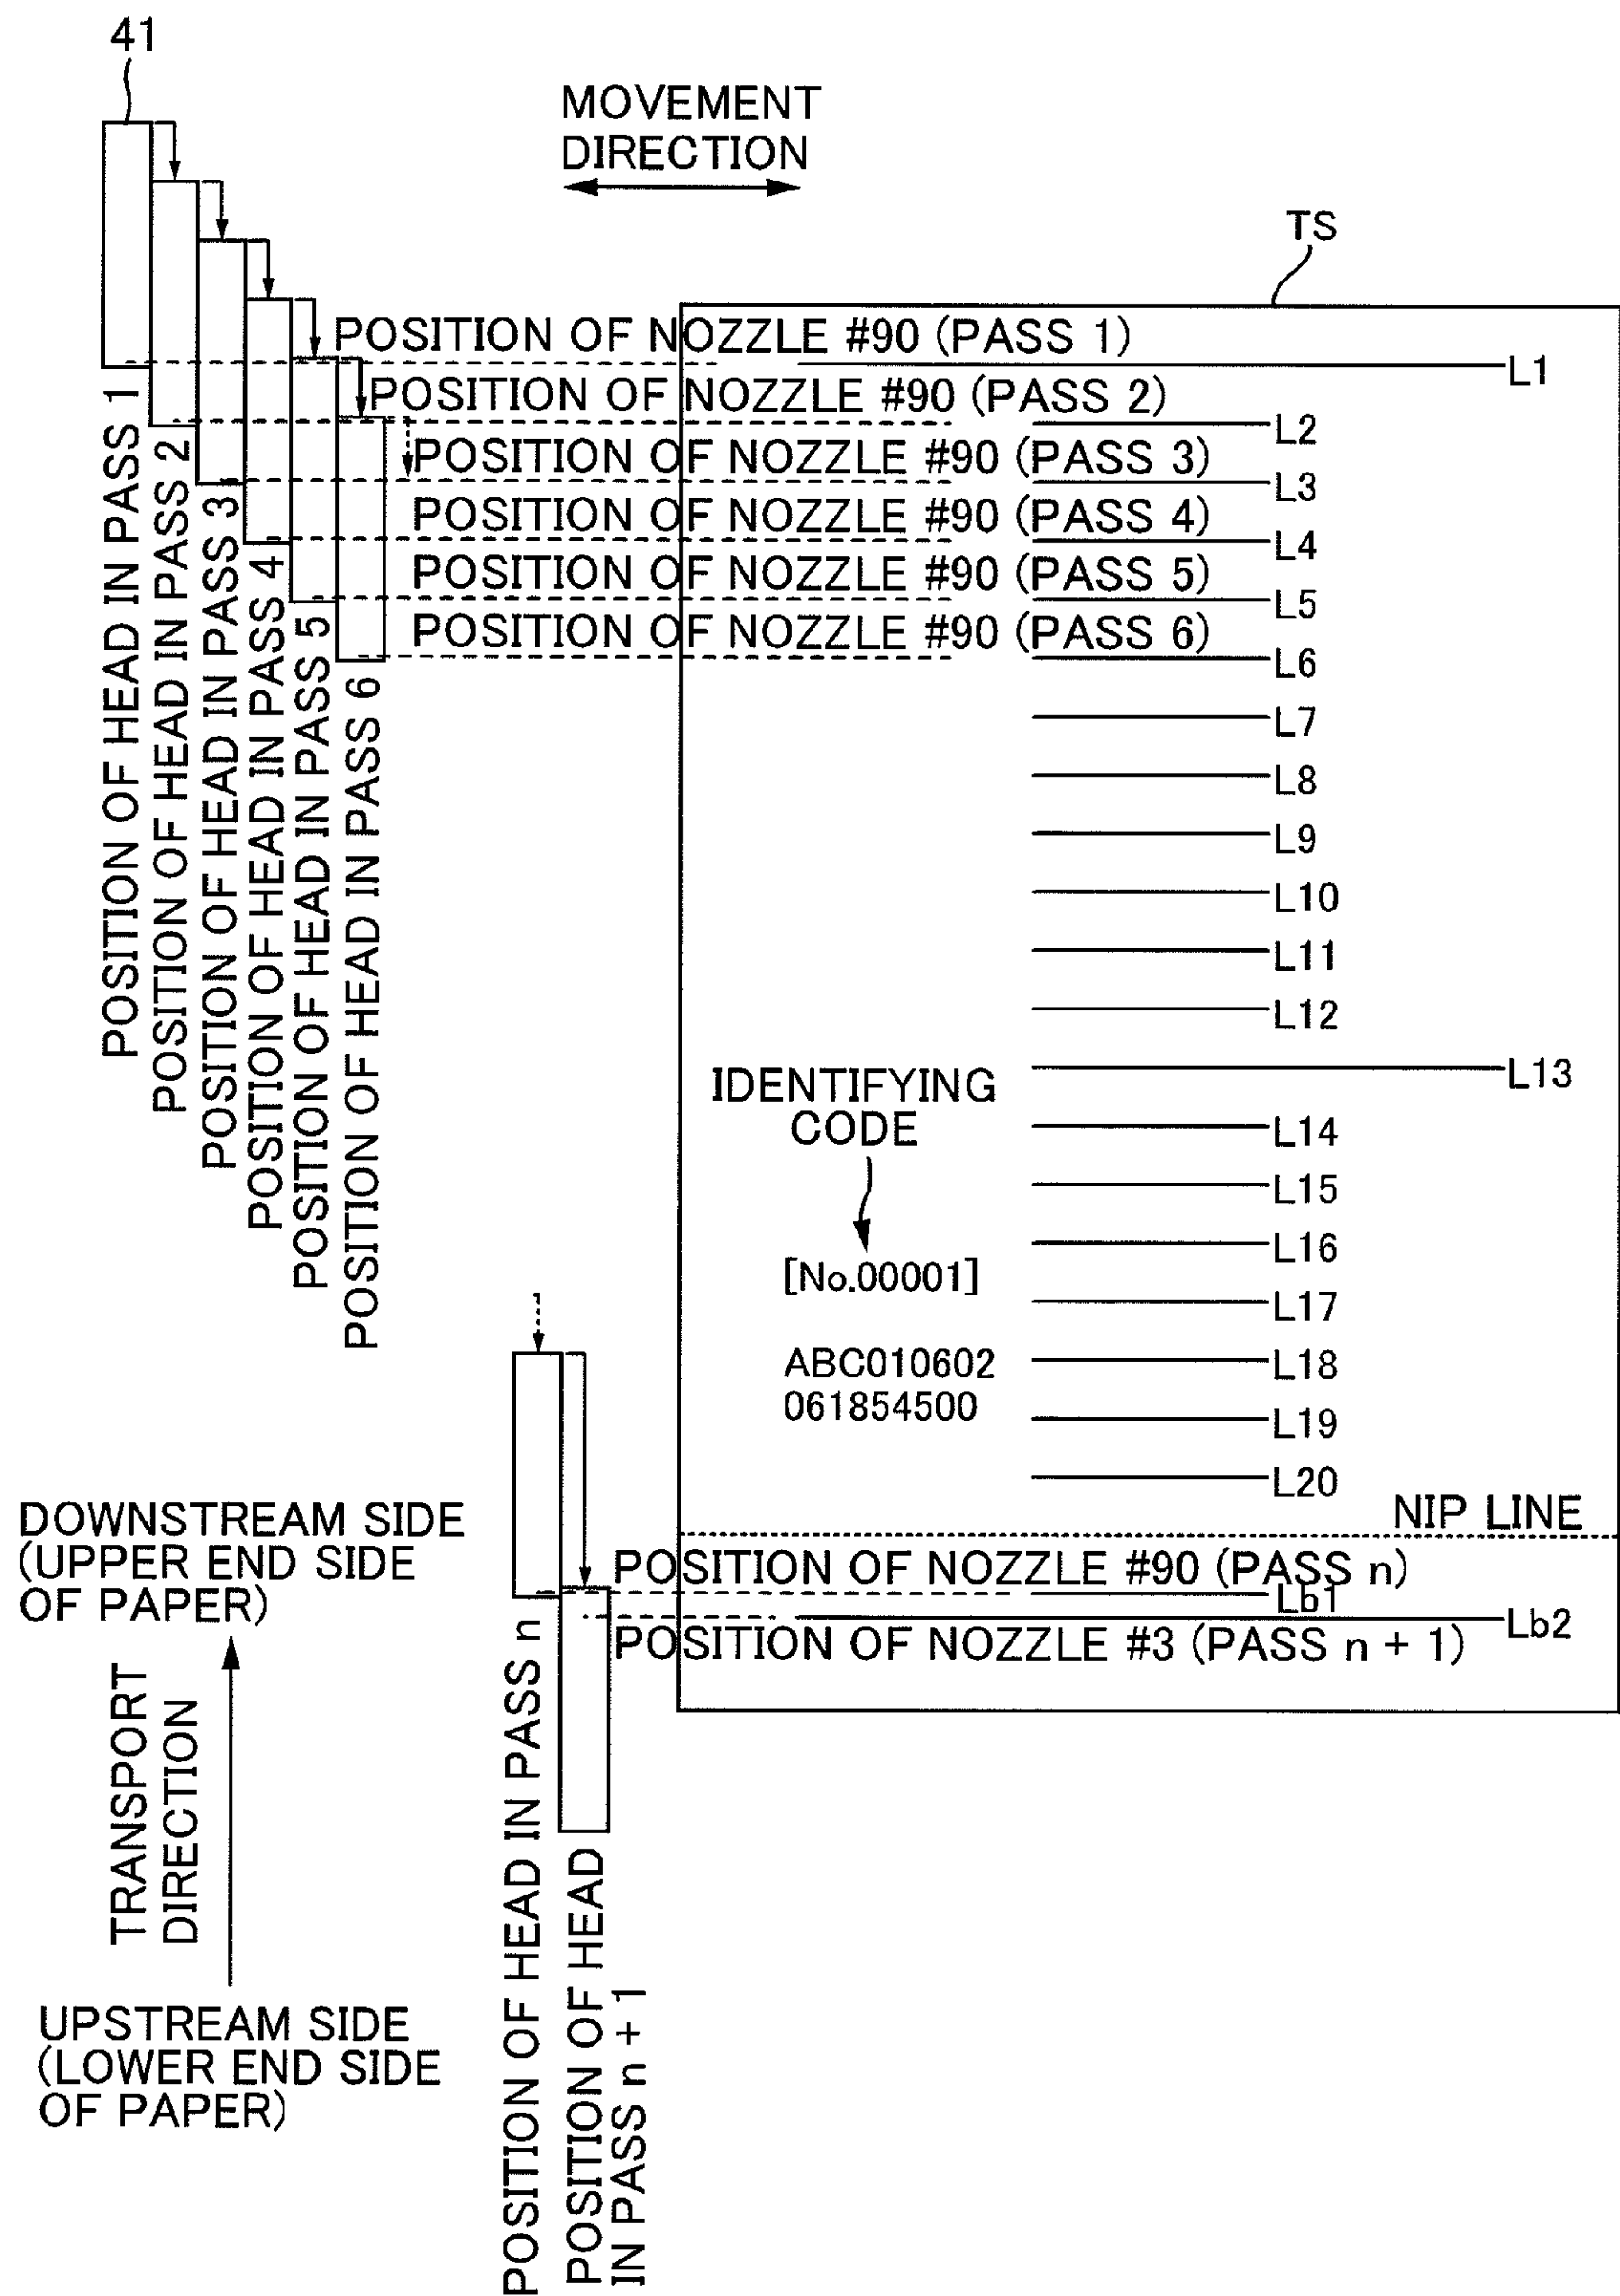 41
MOVEMENT
DIRECTION
TS
POSITION OF NOZZLE #90 (PASS 1)
L1
POSITION OF NOZZLE #90 (PASS 2)
L2
POSITION OF NOZZLE #90 (PASS 3)
L3
POSITION OF NOZZLE #90 (PASS 4)
L4
POSITION OF NOZZLE #90 (PASS 5)
L5
POSITION OF NOZZLE #90 (PASS 6)
L6
POSITION OF HEAD IN PASS 1
POSITION OF HEAD IN PASS 2
POSITION OF HEAD IN PASS 3
POSITION OF HEAD IN PASS 4
POSITION OF HEAD IN PASS 5
POSITION OF HEAD IN PASS 6
L7
L8
L9
L10
L11
L12
L13
IDENTIFYING
CODE
L14
L15
L16
[No.00001]
L17
ABC010602
061854500
L18
L19
L20
NIP LINE
POSITION OF NOZZLE #90 (PASS n)
Lb1
Lb2
POSITION OF NOZZLE #3 (PASS n + 1)
DOWNSTREAM SIDE
(UPPER END SIDE
OF PAPER)
TRANSPORT
DIRECTION
UPSTREAM SIDE
(LOWER END SIDE
OF PAPER)
POSITION OF HEAD IN PASS n
POSITION OF HEAD
IN PASS n + 1